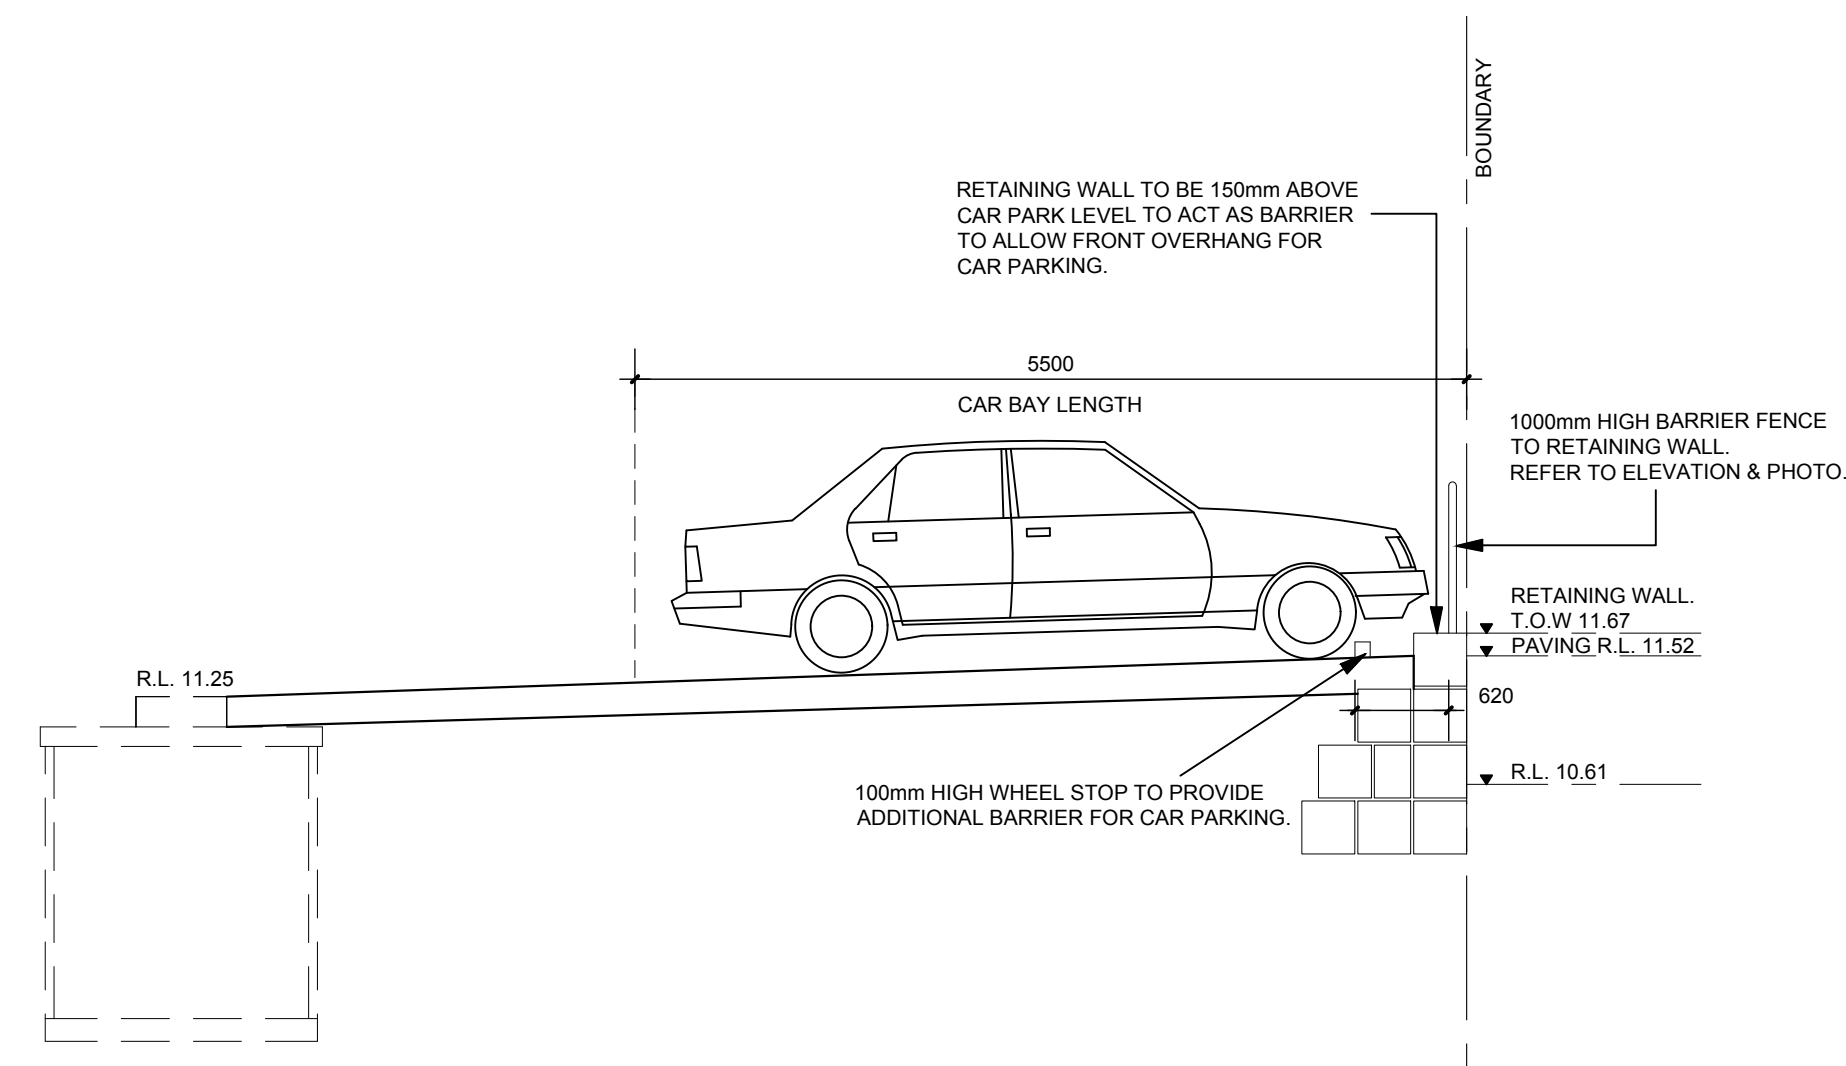 BOUNDARY
RETAINING WALL TO BE 150mm ABOVE
CAR PARK LEVEL TO ACT AS BARRIER
TO ALLOW FRONT OVERHANG FOR
CAR PARKING.
5500
CAR BAY LENGTH
1000mm HIGH BARRIER FENCE
TO RETAINING WALL.
REFER TO ELEVATION & PHOTO.
RETAINING WALL.
T.O.W 11.67
PAVING R.L. 11.52
R.L. 11.25
620
R.L. 10.61
100mm HIGH WHEEL STOP TO PROVIDE
ADDITIONAL BARRIER FOR CAR PARKING.